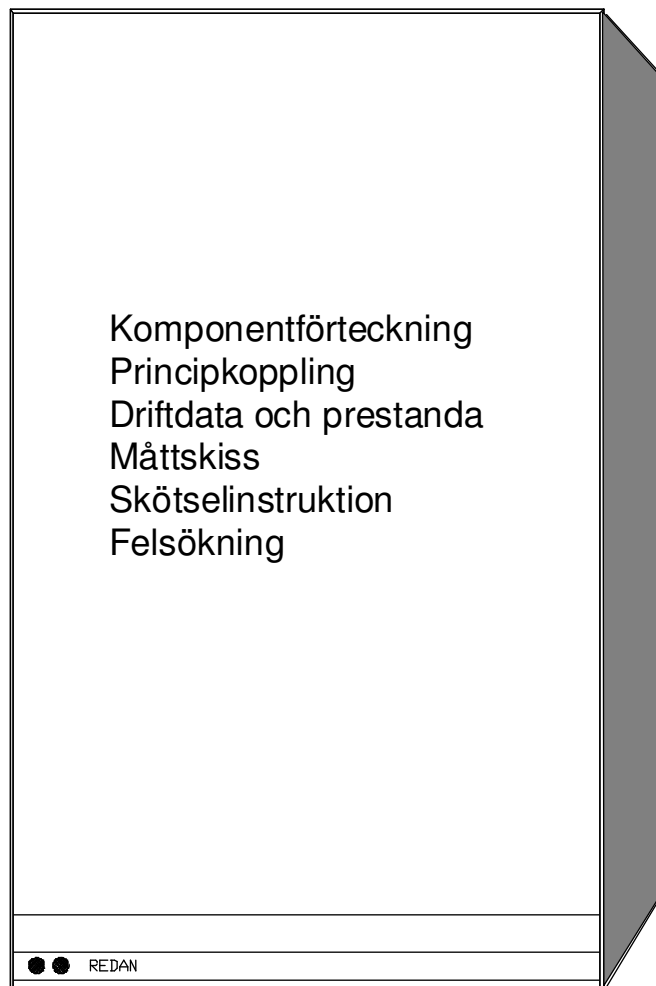 Komponentförteckning
Principkoppling
Driftdata och prestanda
Måttskiss
Skötselinstruktion
Felsökning
REDAN